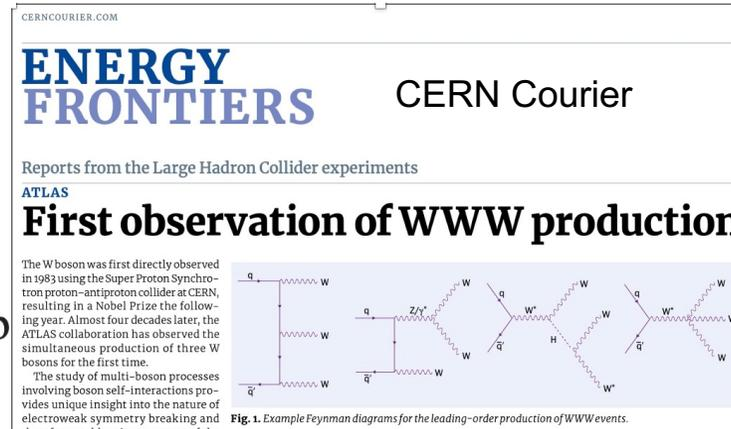 CERNCOURIER.COM
ENERGY
FRONTIERS
CERN Courier
Reports from the Large Hadron Collider experiments
ATLAS
First observation of WWW production
The W boson was first directly observed
in 1983 using the Super Proton Synchro-
tron proton–antiproton collider at CERN,
resulting in a Nobel Prize the follow-
ing year. Almost four decades later, the
ATLAS collaboration has observed the
simultaneous production of three W
bosons for the first time.
The study of multi-boson processes
involving boson self-interactions pro-
vides unique insight into the nature of
electroweak symmetry breaking and
q W
W
q̄′ W
q Z/γ* W
W
q̄′ W
q W* W
q̄′ H W
W*
q W* W
W
q̄′ W
Fig. 1. Example Feynman diagrams for the leading-order production of WWW events.